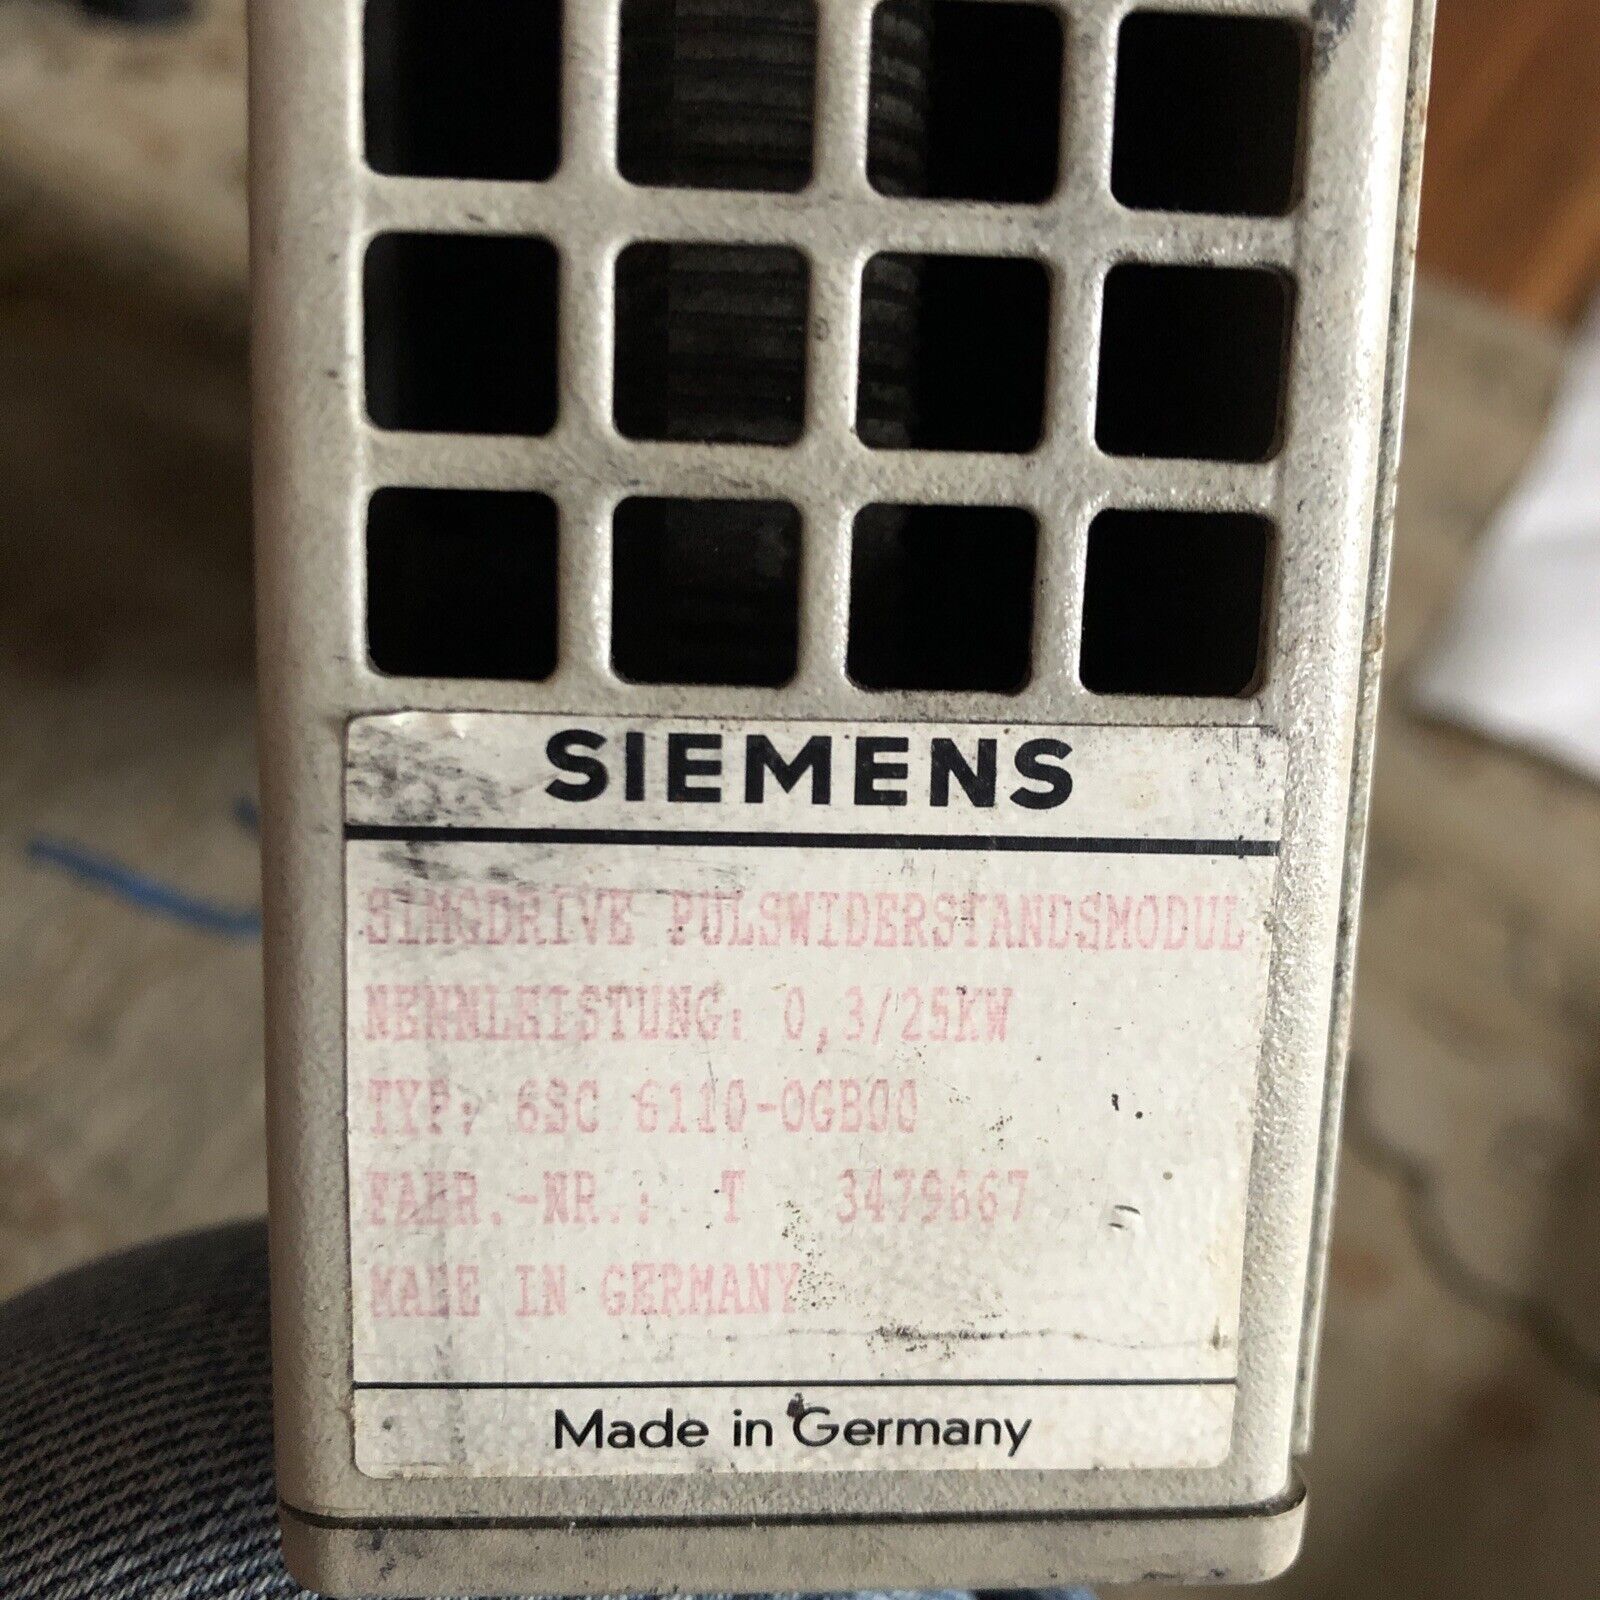 SIEMENS
SIMODRIVE PULSWIDERSTANDSMODUL
NENNLEISTUNG: 0,3/25KW
TYP: 6SC 6110-0GB00
FABR.-NR.: T 3479667
MADE IN GERMANY
Made in Germany